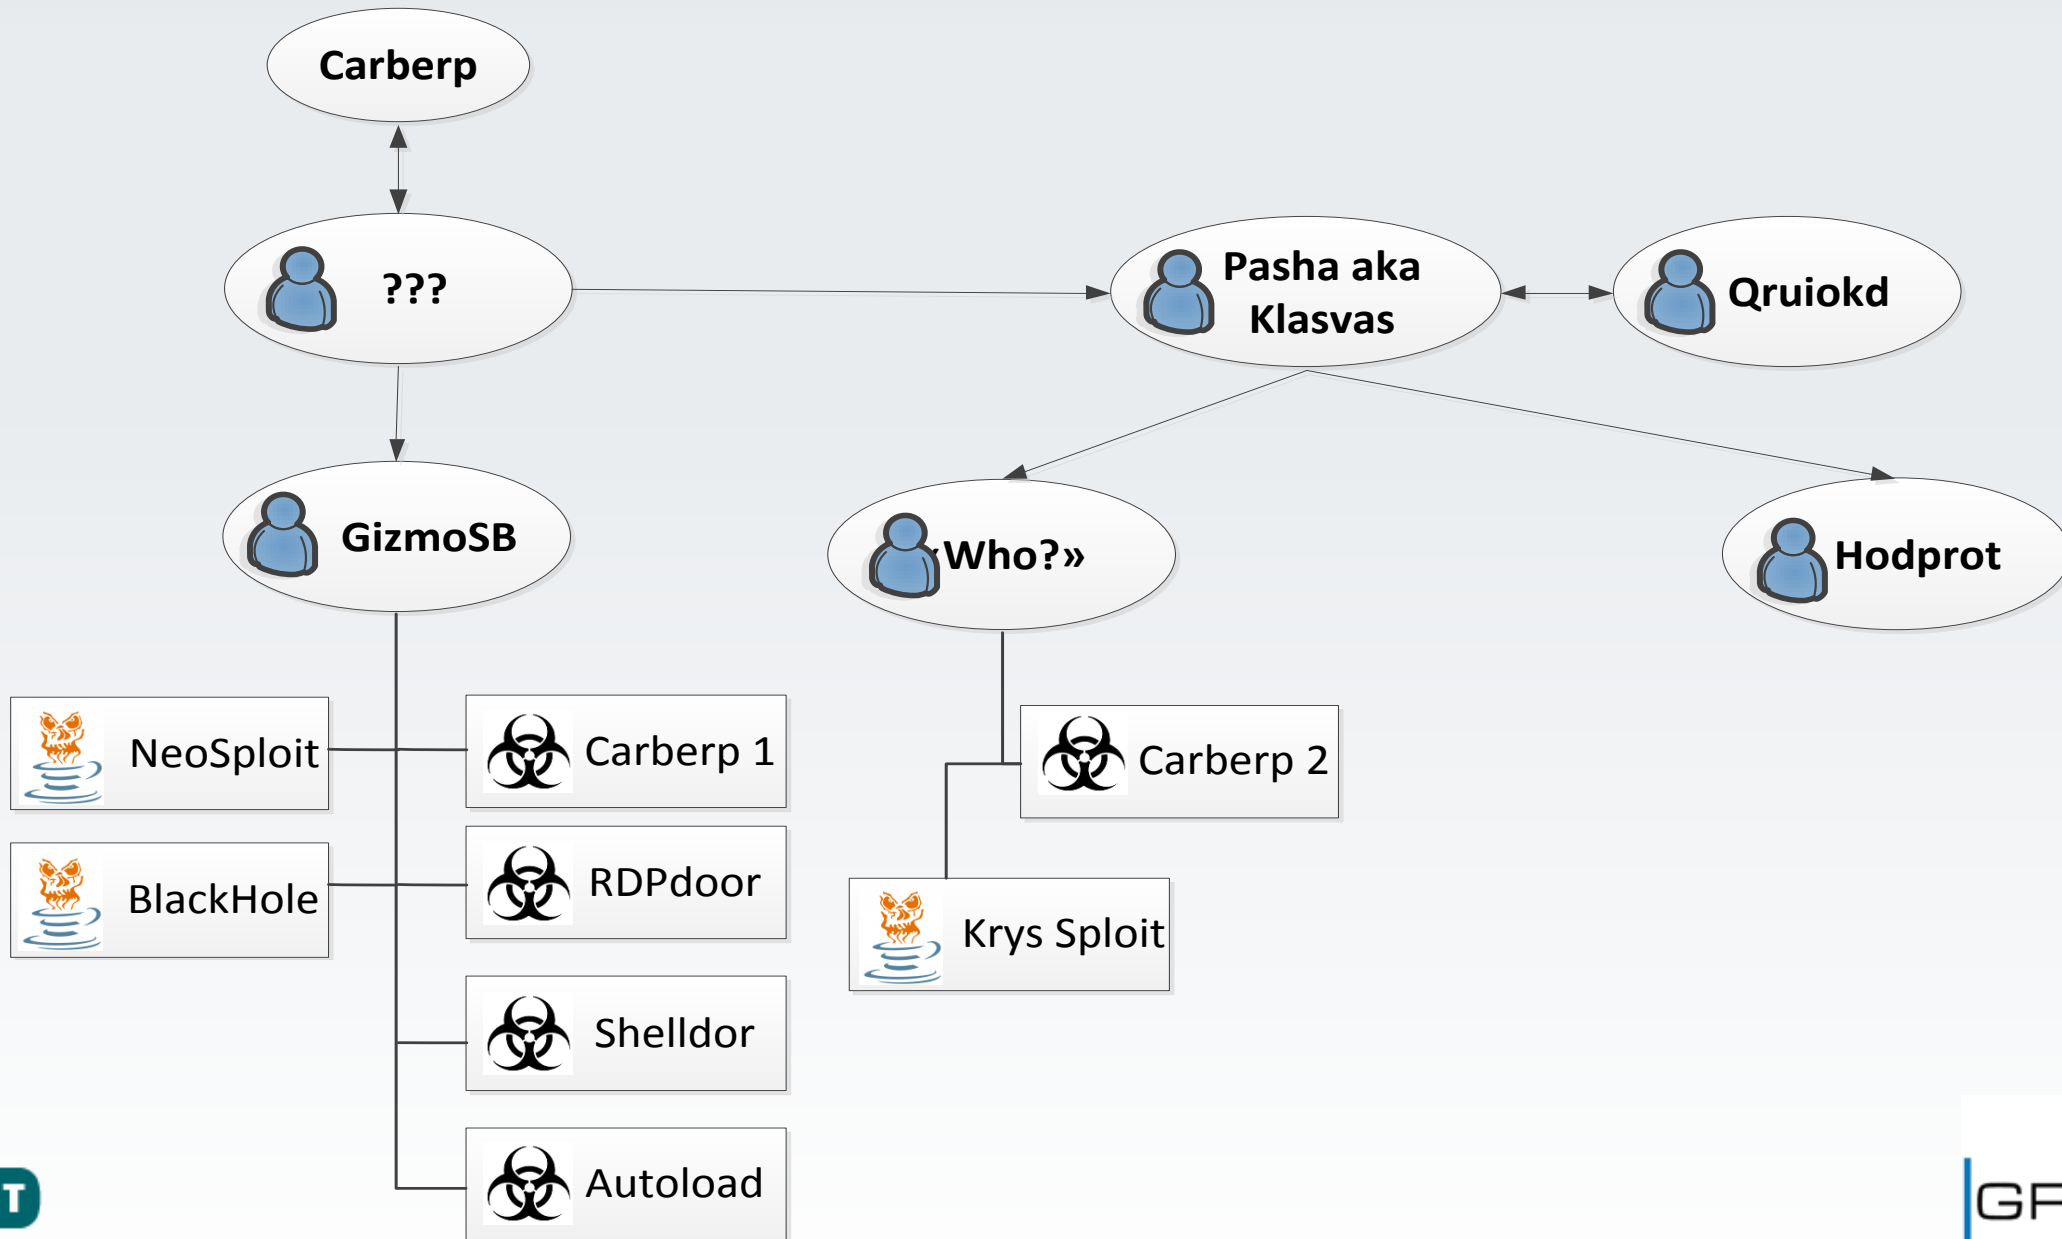 Carberp
???
Pasha aka
Klasvas
Qruiokd
GizmoSB
«Who?»
Hodprot
NeoSploit
Carberp 1
Carberp 2
BlackHole
RDPdoor
Krys Sploit
Shelldor
Autoload
T